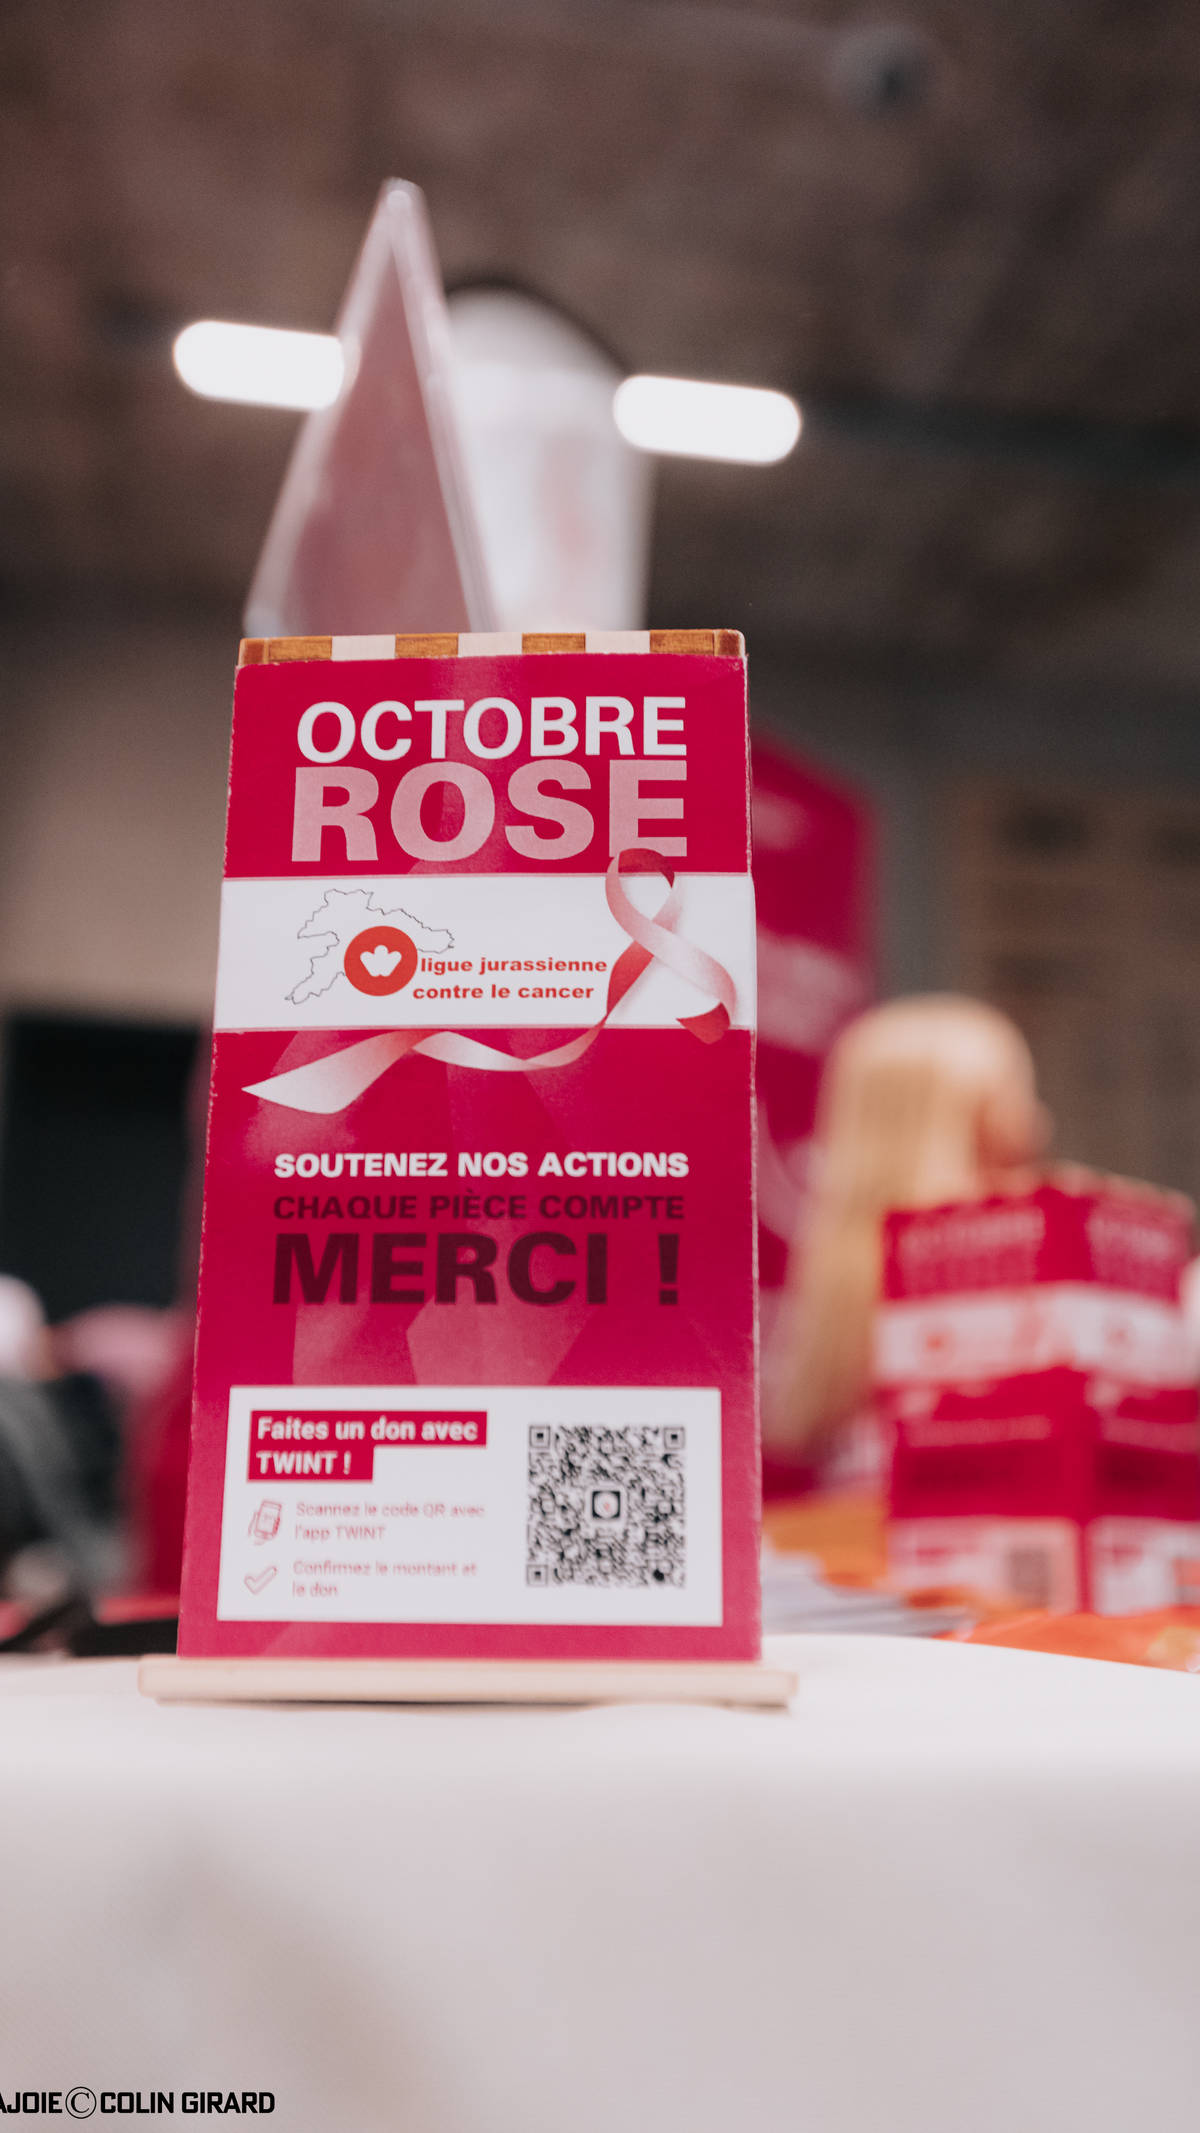 OCTOBRE
ROSE
ligue jurassienne
contre le cancer
SOUTENEZ NOS ACTIONS
CHAQUE PIÈCE COMPTE
MERCI !
Faites un don avec
TWINT !
Scannez le code QR avec
l'app TWINT
Confirmez le montant et
le don
AJOIE©COLIN GIRARD